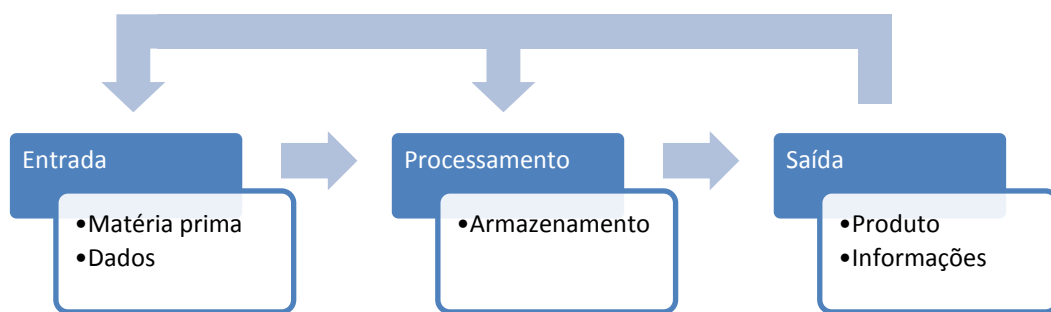 Entrada
•Matéria prima
•Dados
Processamento
•Armazenamento
Saída
•Produto
•Informações